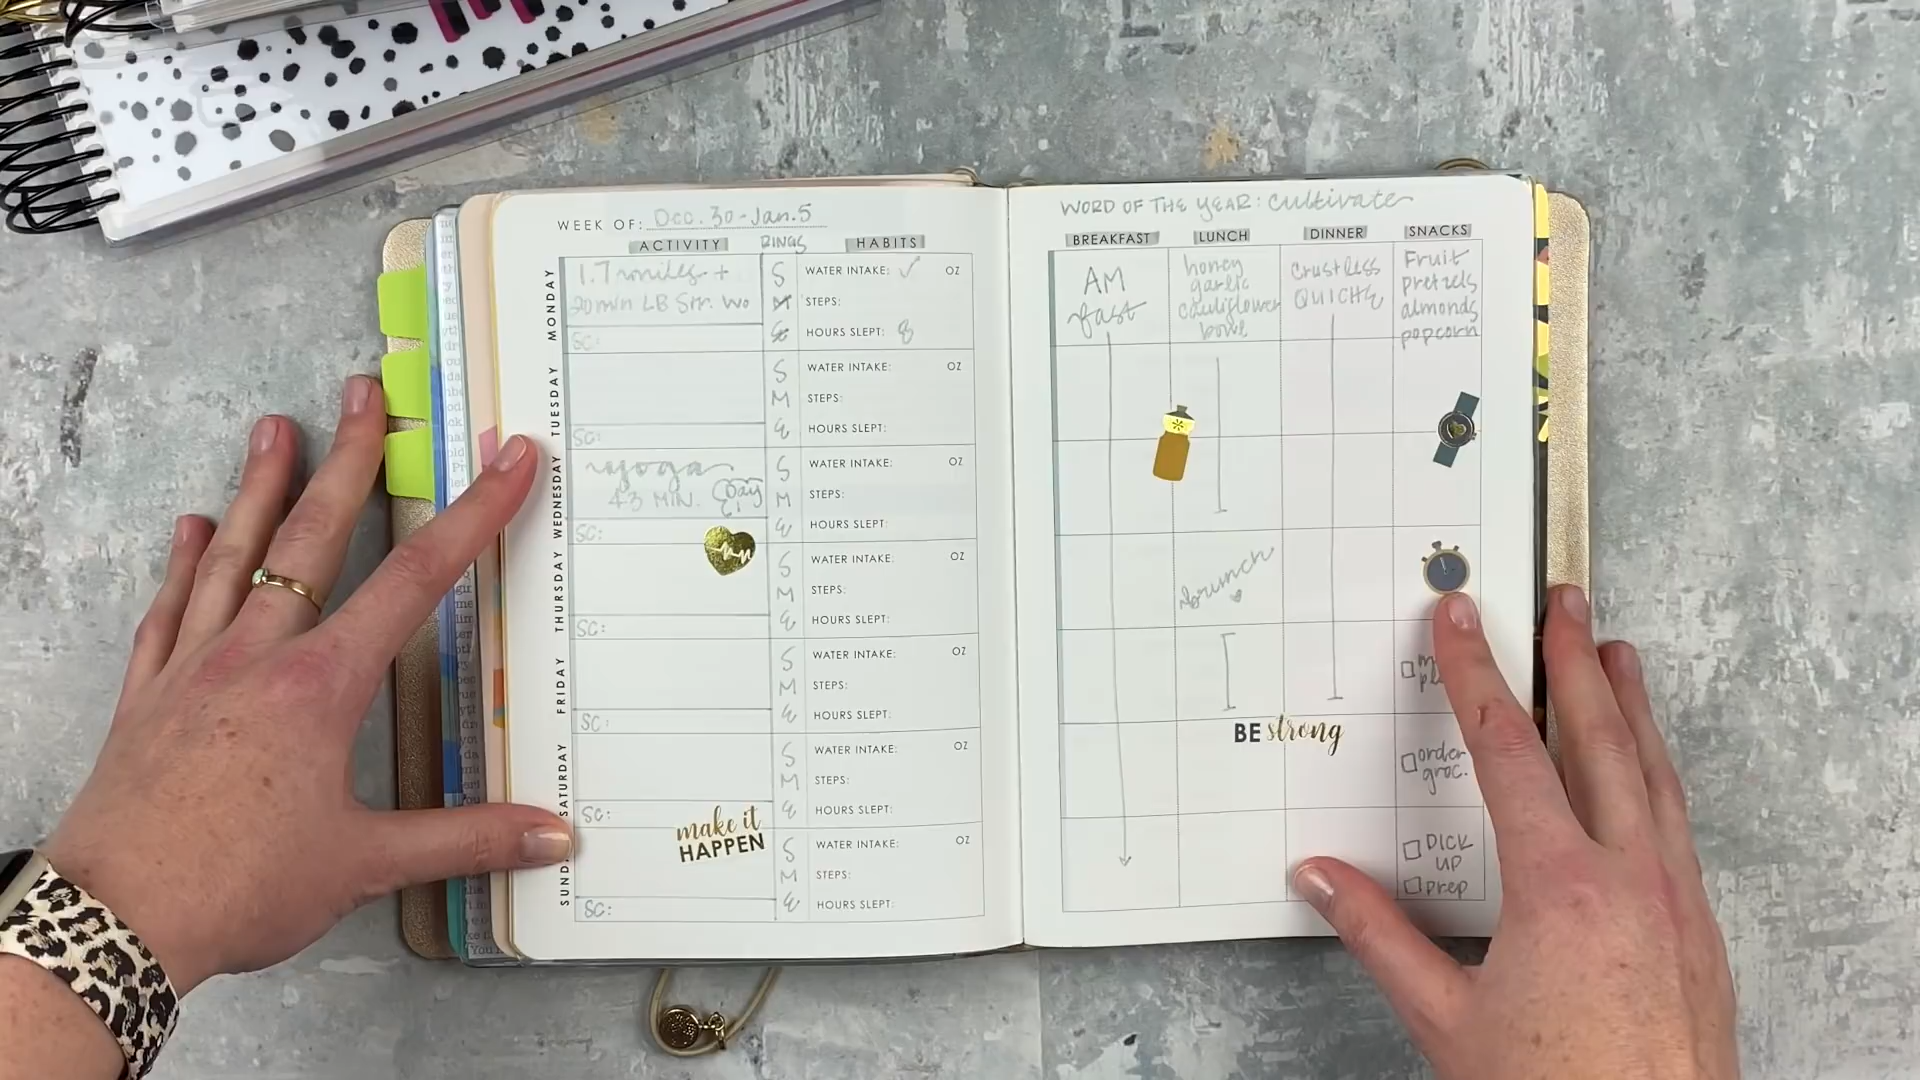 WEEK OF: Dec. 30 - Jan. 5
ACTIVITY RINGS HABITS
MONDAY
1.7 miles +
20min LB Str. WO
SC:
S
M
E
WATER INTAKE: ✓ OZ
STEPS:
HOURS SLEPT: 8
TUESDAY
SC:
S
M
E
WATER INTAKE: OZ
STEPS:
HOURS SLEPT:
WEDNESDAY
yoga
43 MIN. Day 1
SC:
S
M
E
WATER INTAKE: OZ
STEPS:
HOURS SLEPT:
THURSDAY
SC:
S
M
E
WATER INTAKE: OZ
STEPS:
HOURS SLEPT:
FRIDAY
SC:
S
M
E
WATER INTAKE: OZ
STEPS:
HOURS SLEPT:
SATURDAY
SC:
S
M
E
WATER INTAKE: OZ
STEPS:
HOURS SLEPT:
make it
HAPPEN
SC:
S
M
E
WATER INTAKE: OZ
STEPS:
HOURS SLEPT:
WORD OF THE YEAR: cultivate
BREAKFAST LUNCH DINNER SNACKS
AM
fast
honey
garlic
cauliflower
bowl
crustless
QUICHE
Fruit
pretzels
almonds
popcorn
brunch
BE strong
order
groc.
PICK
UP
prep